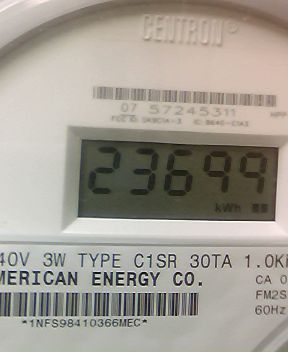 CENTRON®
07 57245311
23699
kWh
40V 3W TYPE C1SR 30TA 1.0K
MERICAN ENERGY CO.
CA 0
FM2S
60Hz
*1NFS98410366MEC*